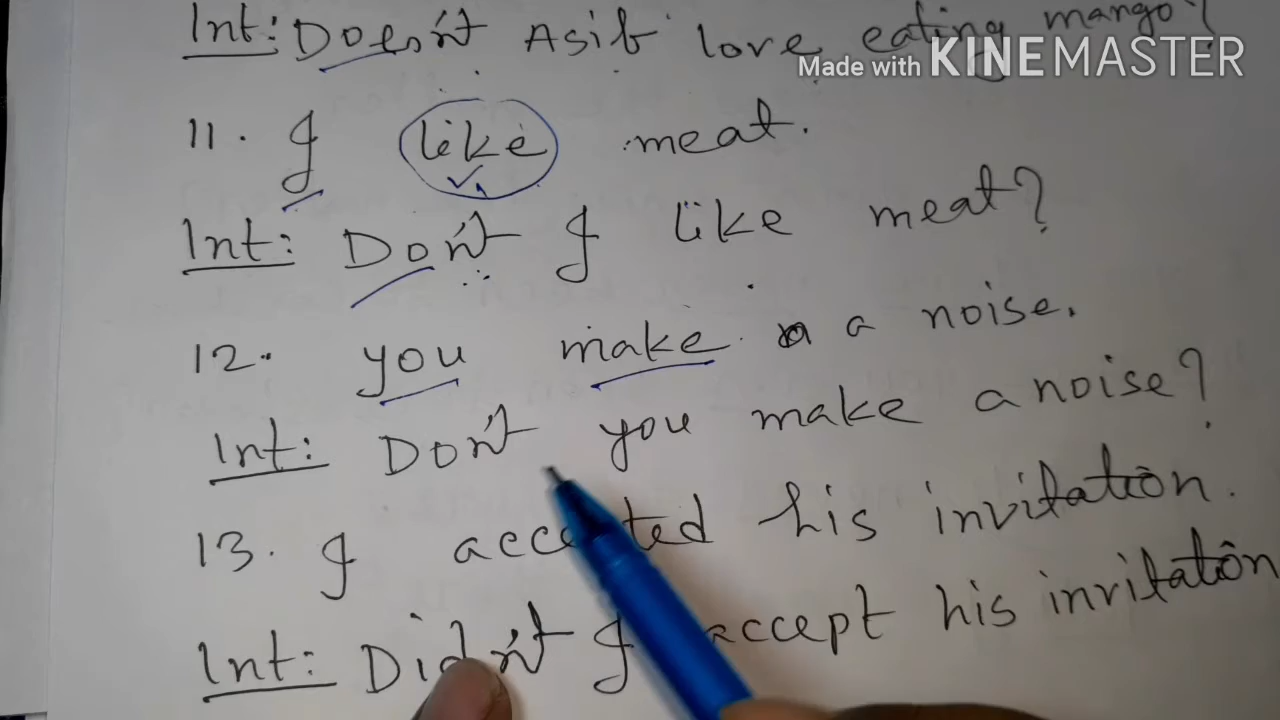 Int: Doesn't Asib love eating mango?
Made with KINEMASTER
11. I like meat.
Int: Don't I like meat?
12. you make a noise.
Int: Don't you make a noise?
13. I accepted his invitation.
Int: Didn't I accept his invitation